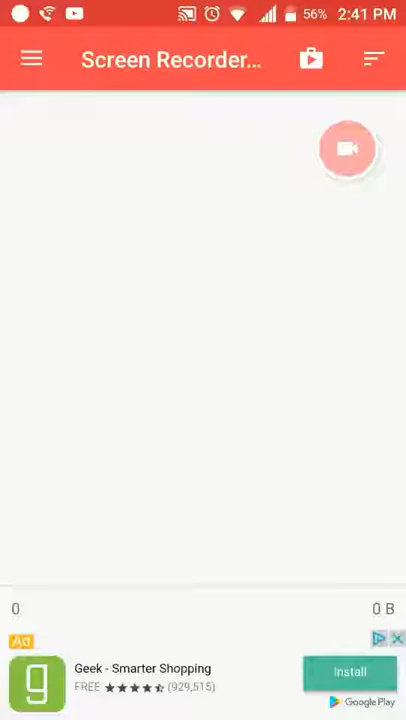 56% 2:41 PM
Screen Recorder...
0 0 B
Ad
Geek - Smarter Shopping
FREE (929,515)
Install
Google Play